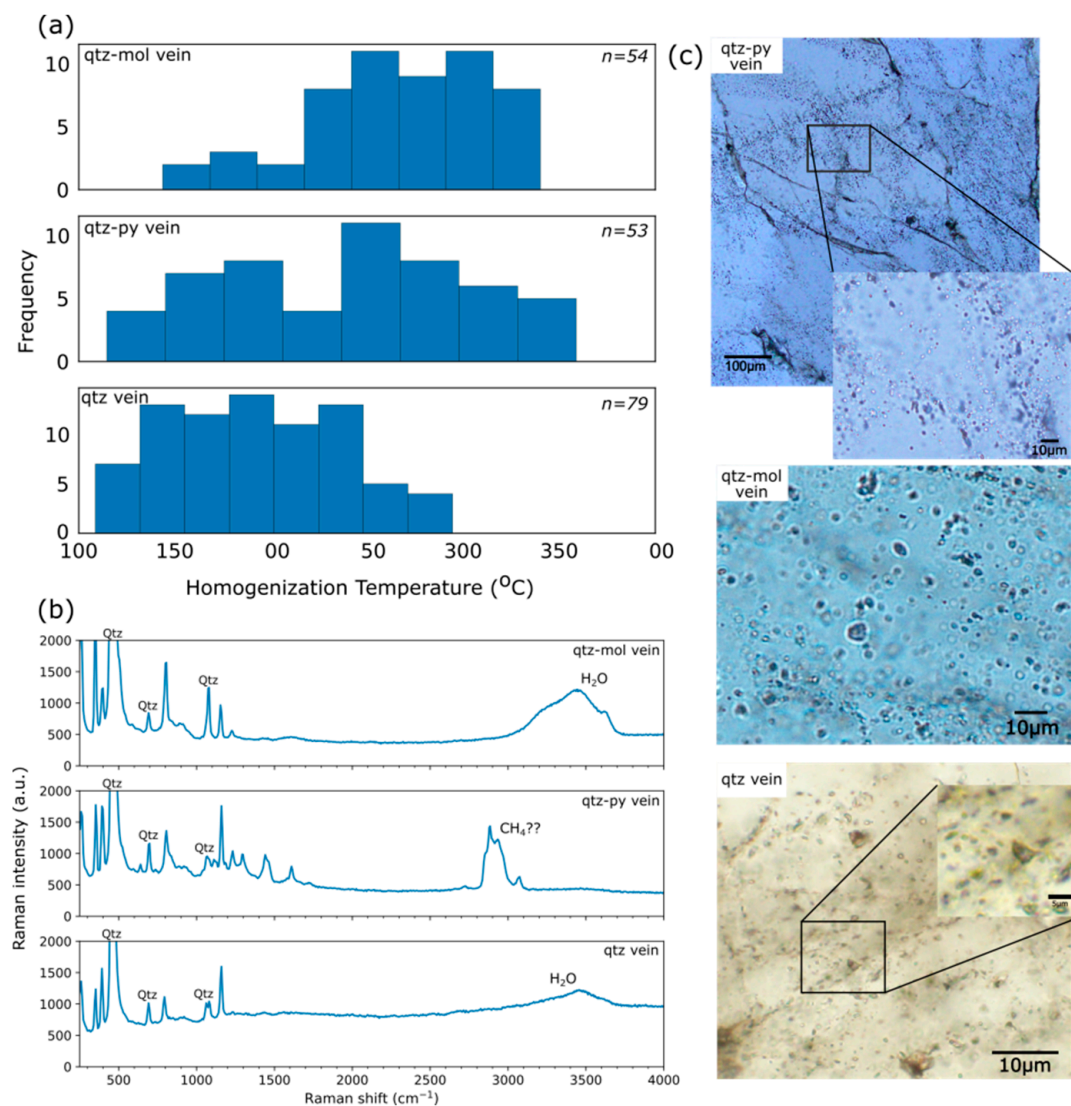 (a)
qtz-mol vein
n=54
10
5
0
qtz-py vein
n=53
10
5
0
qtz vein
n=79
10
5
0
Frequency
100 150 00 50 300 350 00
Homogenization Temperature (°C)
(b)
2000
1500
1000
500
0
Qtz
Qtz
Qtz
H₂O
qtz-mol vein
2000
1500
1000
500
0
Qtz
Qtz
Qtz
CH₄??
qtz-py vein
2000
1500
1000
500
0
Qtz
Qtz
Qtz
H₂O
qtz vein
Raman intensity (a.u.)
500 1000 1500 2000 2500 3000 3500 4000
Raman shift (cm⁻¹)
(c)
qtz-py
vein
100μm
10μm
qtz-mol
vein
10μm
qtz vein
5μm
10μm